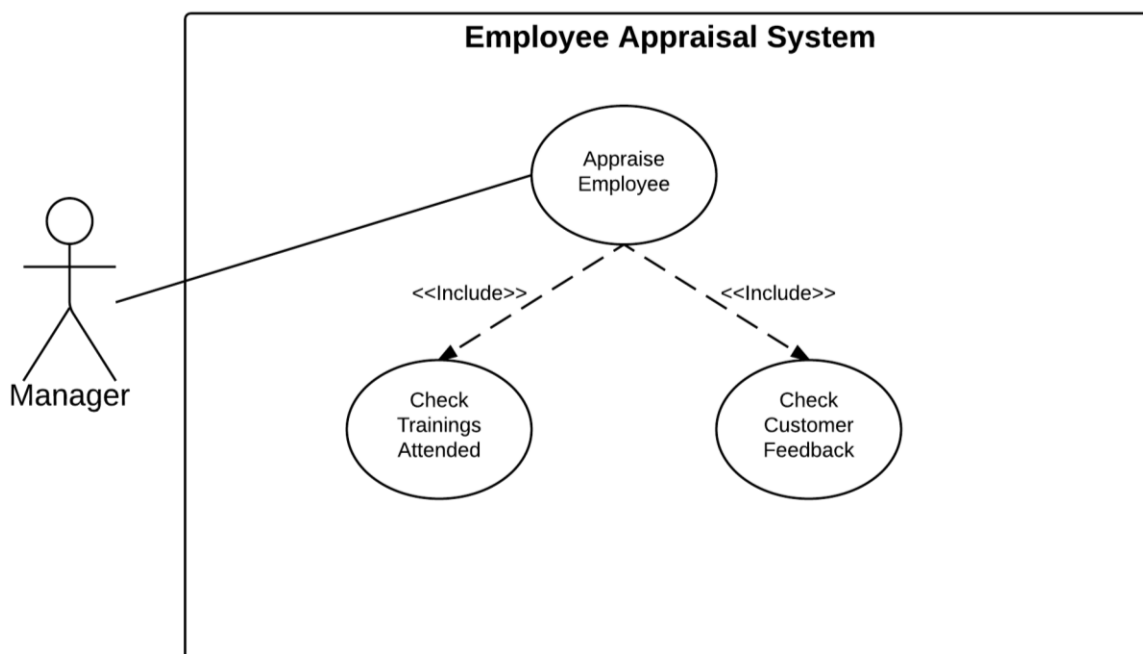 Employee Appraisal System
Appraise
Employee
<<Include>>
<<Include>>
Manager
Check
Trainings
Attended
Check
Customer
Feedback